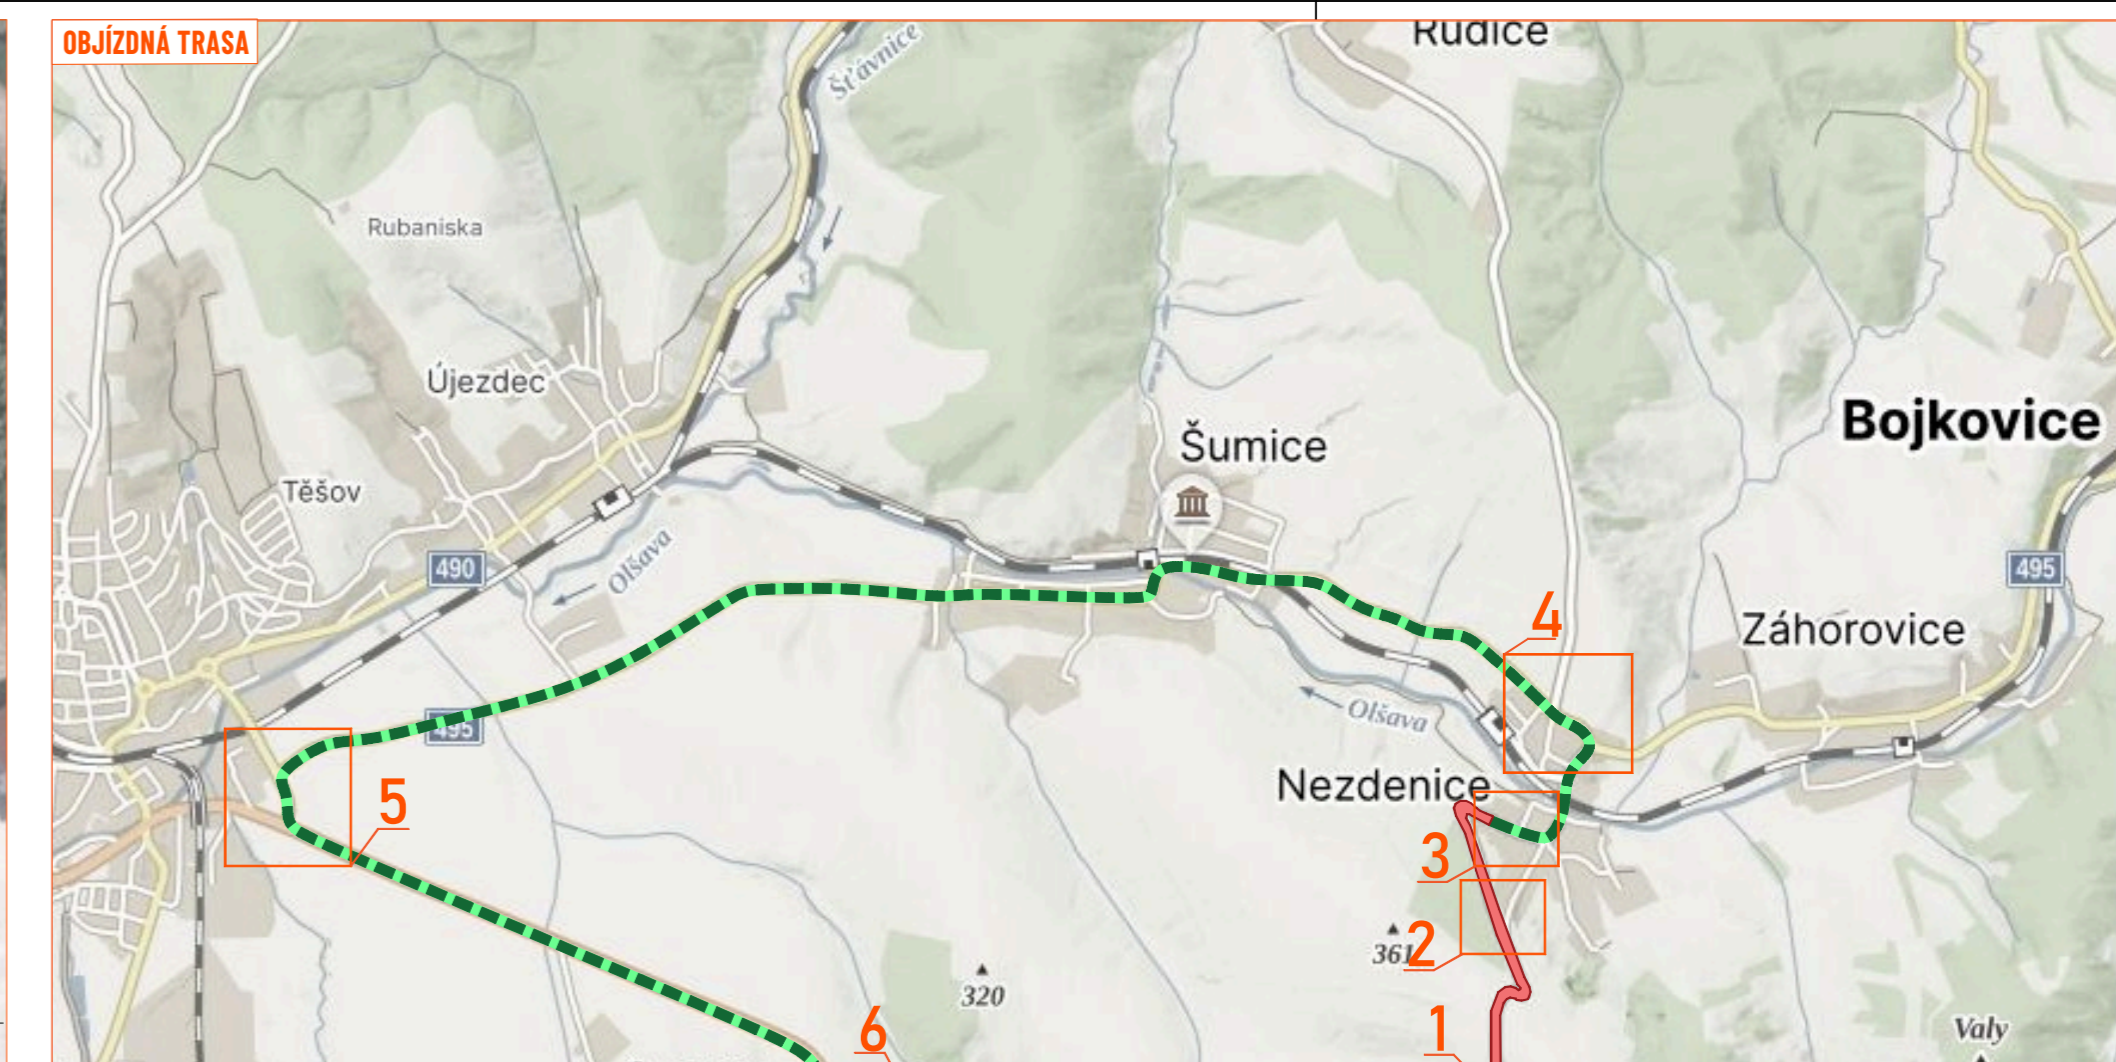 OBJÍZDNÁ TRASA
Rudice
Šťávnice
Rubaniska
Újezdec
Bojkovice
Šumice
Těšov
490
Olšava
495
4
Záhorovice
Olšava
495
Nezdenice
5
3
2
361
320
6
1
Valy